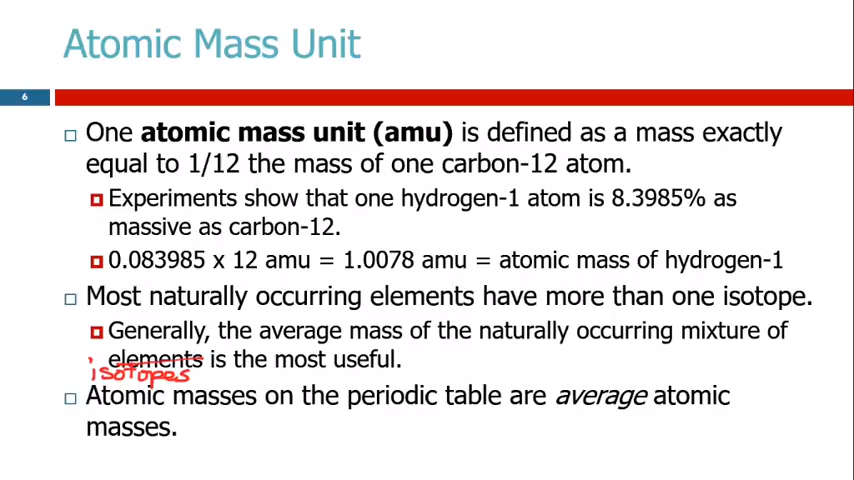 Atomic Mass Unit
6
One atomic mass unit (amu) is defined as a mass exactly
equal to 1/12 the mass of one carbon-12 atom.
Experiments show that one hydrogen-1 atom is 8.3985% as
massive as carbon-12.
0.083985 x 12 amu = 1.0078 amu = atomic mass of hydrogen-1
Most naturally occurring elements have more than one isotope.
Generally, the average mass of the naturally occurring mixture of
elements is the most useful.
isotopes
Atomic masses on the periodic table are average atomic
masses.